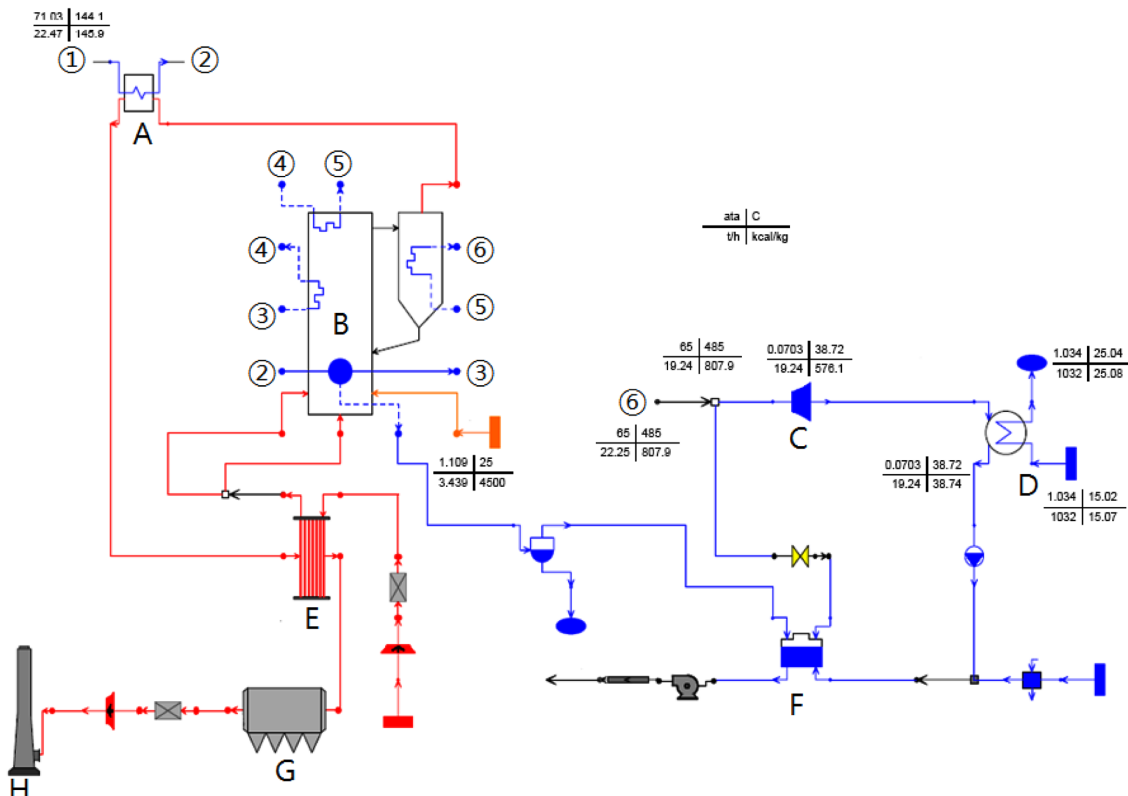 71.03 144.1
22.47 145.9
① ②
A
④ ⑤
④ ⑥
③ B ⑤
② ③
ata C
t/h kcal/kg
65 485
19.24 807.9
0.0703 38.72
19.24 576.1
1.034 25.04
1032 25.08
⑥
C
65 485
22.25 807.9
0.0703 38.72
19.24 38.74
D
1.034 15.02
1032 15.07
1.109 25
3.439 4500
E
F
G
H